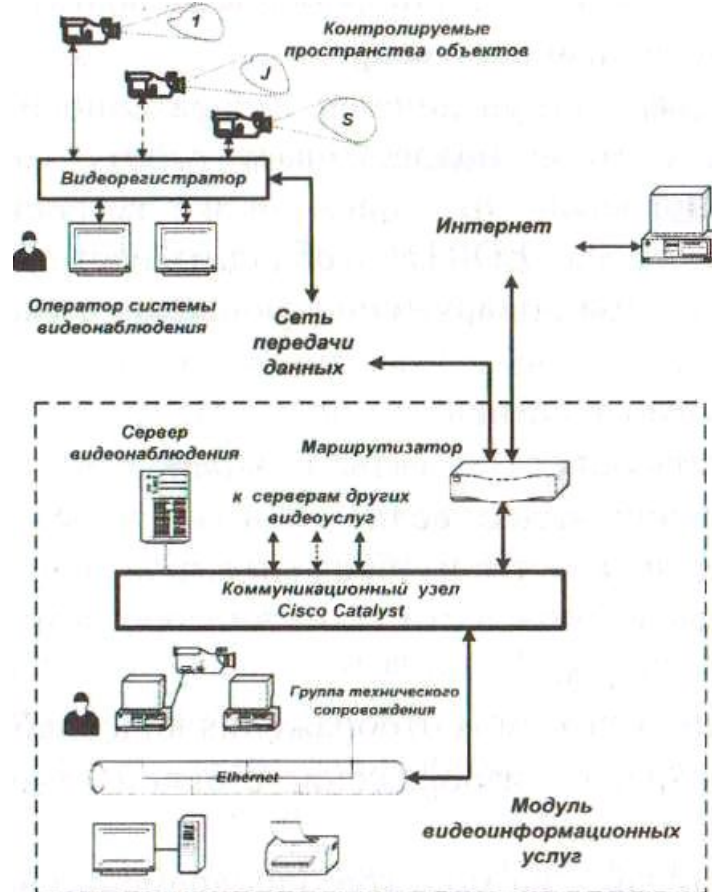 1
Контролируемые
пространства объектов
J
S
Видеорегистратор
Интернет
Оператор системы
видеонаблюдения
Сеть
передачи
данных
Сервер
видеонаблюдения
Маршрутизатор
к серверам других
видеоуслуг
Коммуникационный узел
Cisco Catalyst
Группа технического
сопровождения
Ethernet
Модуль
видеоинформационных
услуг